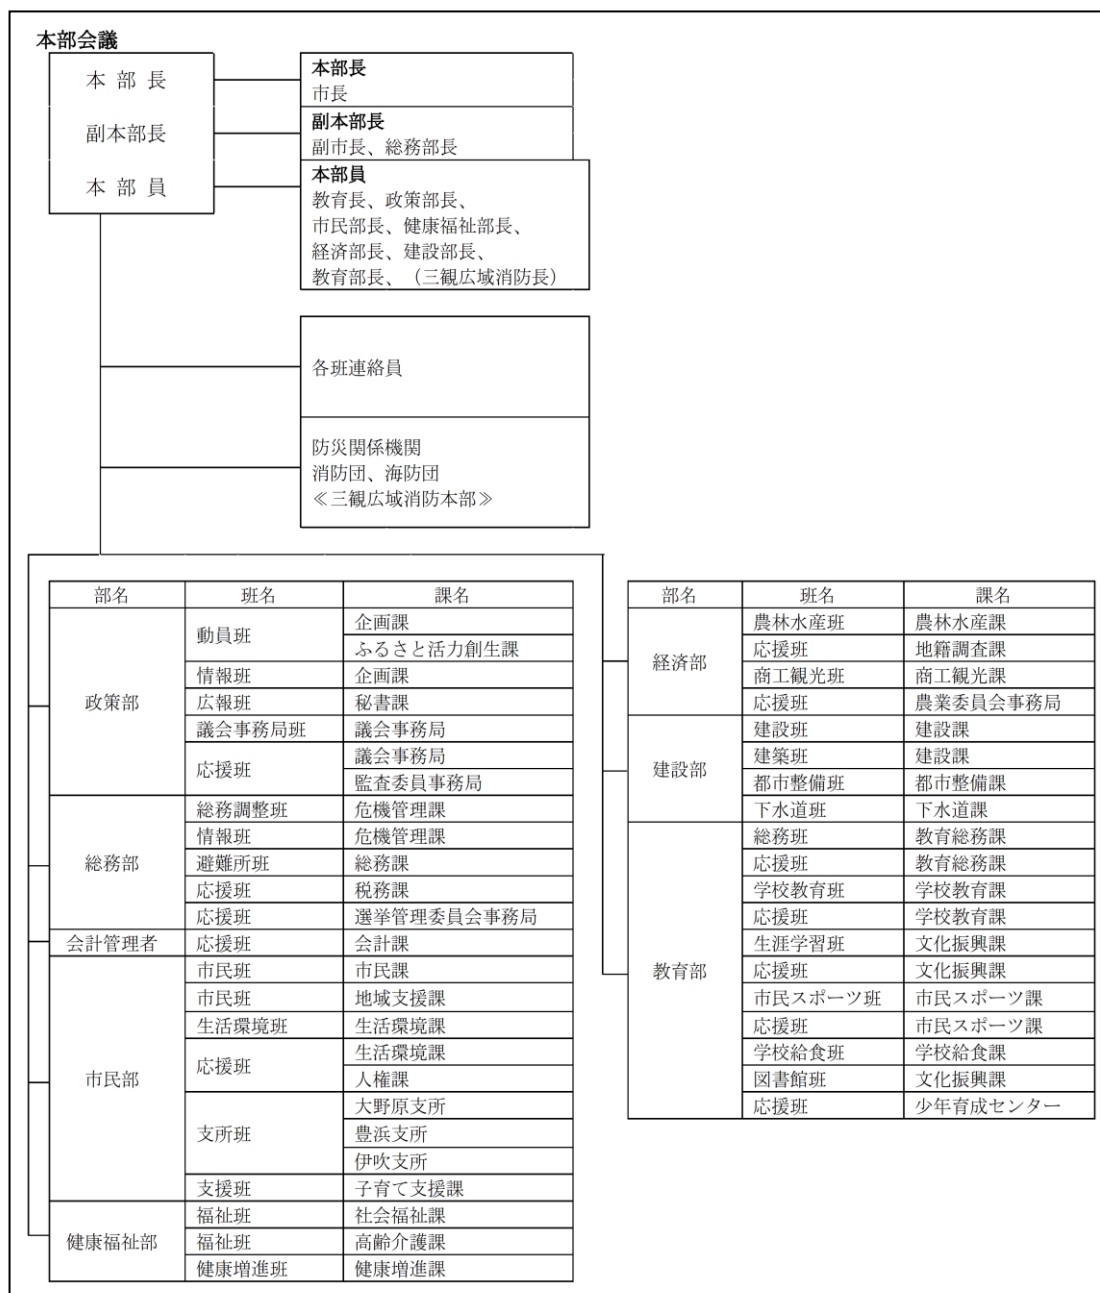 本部会議
本部長
本部長
市長
副本部長
副本部長
副市長、総務部長
本部員
本部員
教育長、政策部長、
市民部長、健康福祉部長、
経済部長、建設部長、
教育部長、（三観広域消防長）
各班連絡員
防災関係機関
消防団、海防団
≪三観広域消防本部≫
部名 班名 課名
政策部 動員班 企画課
ふるさと活力創生課
情報班 企画課
広報班 秘書課
議会事務局班 議会事務局
応援班 議会事務局
監査委員事務局
総務部 総務調整班 危機管理課
情報班 危機管理課
避難所班 総務課
応援班 税務課
応援班 選挙管理委員会事務局
会計管理者 応援班 会計課
市民部 市民班 市民課
市民班 地域支援課
生活環境班 生活環境課
応援班 生活環境課
人権課
支所班 大野原支所
豊浜支所
伊吹支所
支援班 子育て支援課
健康福祉部 福祉班 社会福祉課
福祉班 高齢介護課
健康増進班 健康増進課
部名 班名 課名
経済部 農林水産班 農林水産課
応援班 地籍調査課
商工観光班 商工観光課
応援班 農業委員会事務局
建設部 建設班 建設課
建築班 建設課
都市整備班 都市整備課
下水道班 下水道課
教育部 総務班 教育総務課
応援班 教育総務課
学校教育班 学校教育課
応援班 学校教育課
生涯学習班 文化振興課
応援班 文化振興課
市民スポーツ班 市民スポーツ課
応援班 市民スポーツ課
学校給食班 学校給食課
図書館班 文化振興課
応援班 少年育成センター